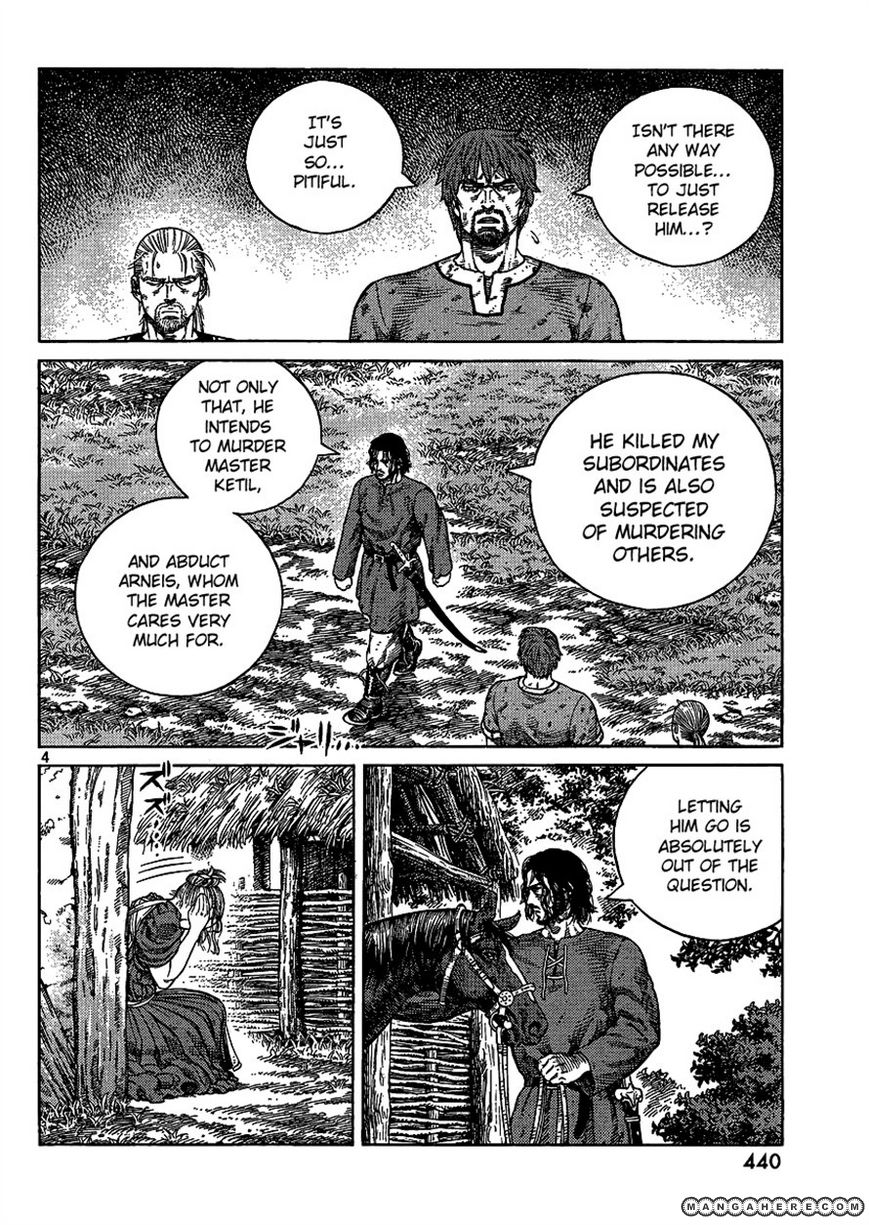 ISN'T THERE
ANY WAY
POSSIBLE...
TO JUST
RELEASE
HIM...?
IT'S
JUST
SO...
PITIFUL.
HE KILLED MY
SUBORDINATES
AND IS ALSO
SUSPECTED
OF MURDERING
OTHERS.
NOT ONLY
THAT, HE
INTENDS
TO MURDER
MASTER
KETIL,
AND ABDUCT
ARNEIS, WHOM
THE MASTER
CARES VERY
MUCH FOR.
4
LETTING
HIM GO IS
ABSOLUTELY
OUT OF THE
QUESTION.
440
MANGAHERE.COM